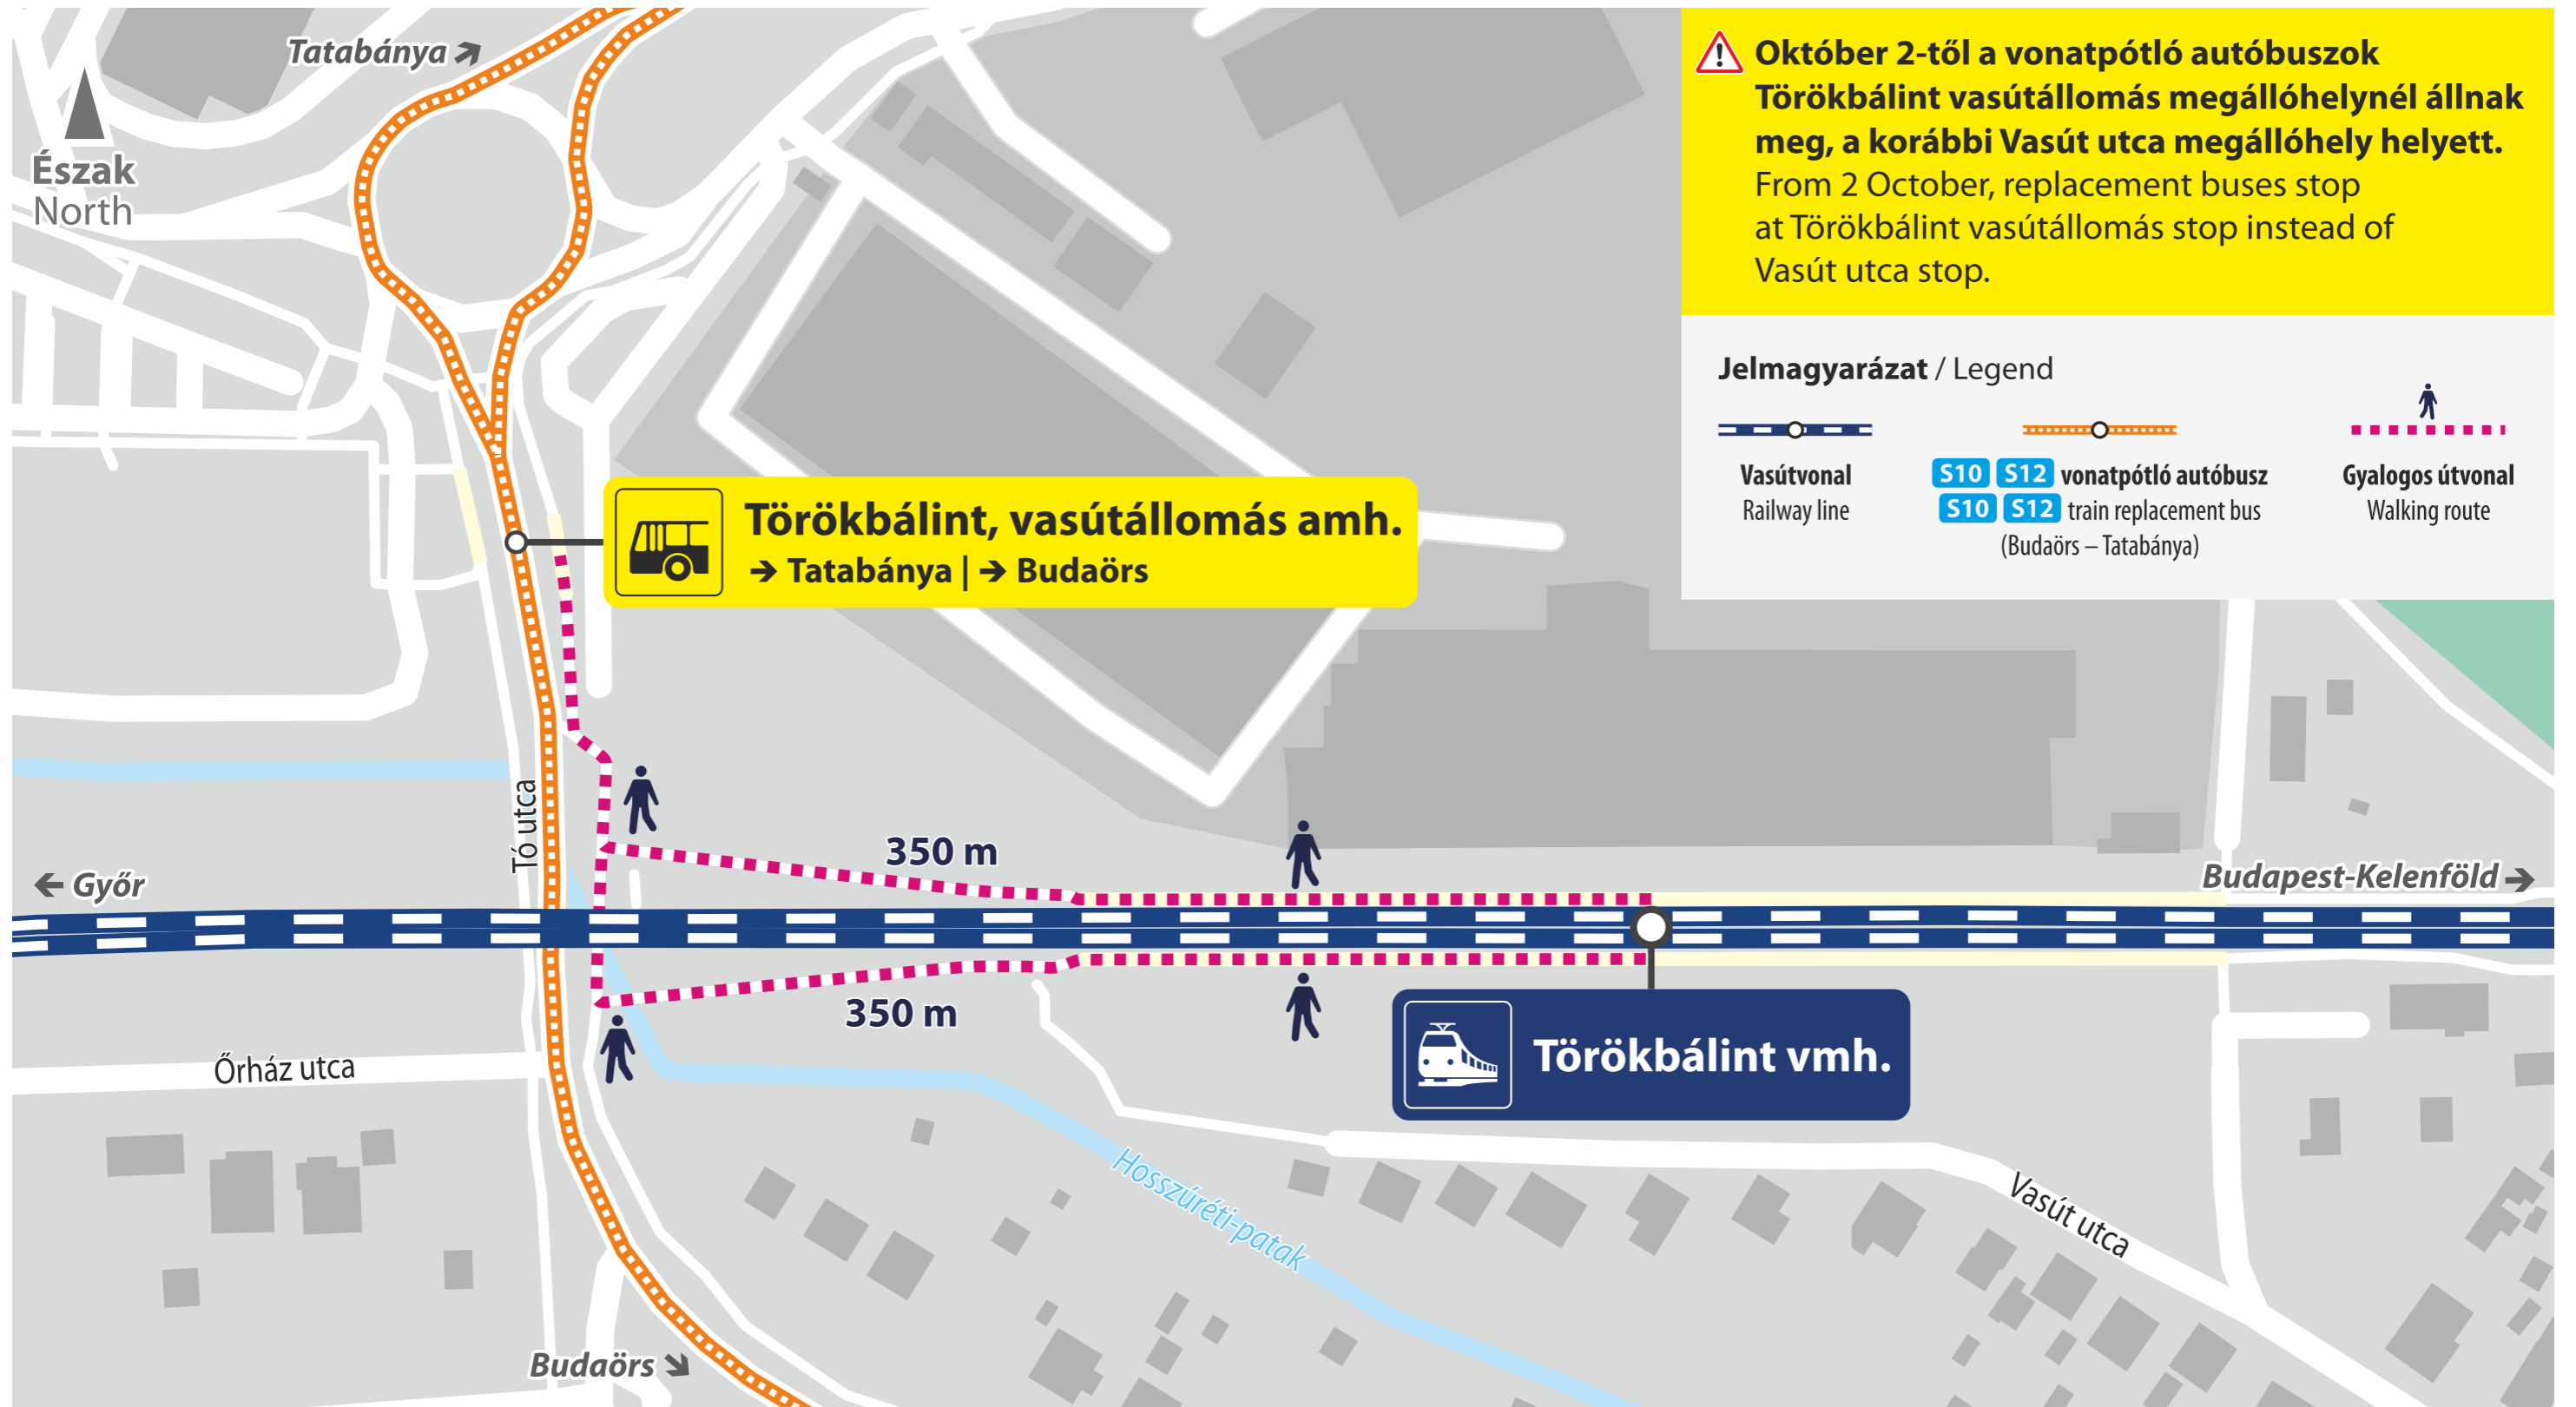 Október 2-től a vonatpótló autóbuszok
Törökbálint vasútállomás megállóhelynél állnak
meg, a korábbi Vasút utca megállóhely helyett.
From 2 October, replacement buses stop
at Törökbálint vasútállomás stop instead of
Vasút utca stop.
Jelmagyarázat / Legend
Vasútvonal
Railway line
S10 S12 vonatpótló autóbusz
S10 S12 train replacement bus
(Budaörs – Tatabánya)
Gyalogos útvonal
Walking route
Tatabánya ➔
Észak
North
Törökbálint, vasútállomás amh.
➔ Tatabánya | ➔ Budaörs
Tó utca
350 m
← Győr
Budapest-Kelenföld →
350 m
Törökbálint vmh.
Őrház utca
Hosszúréti-patak
Vasút utca
Budaörs ➔